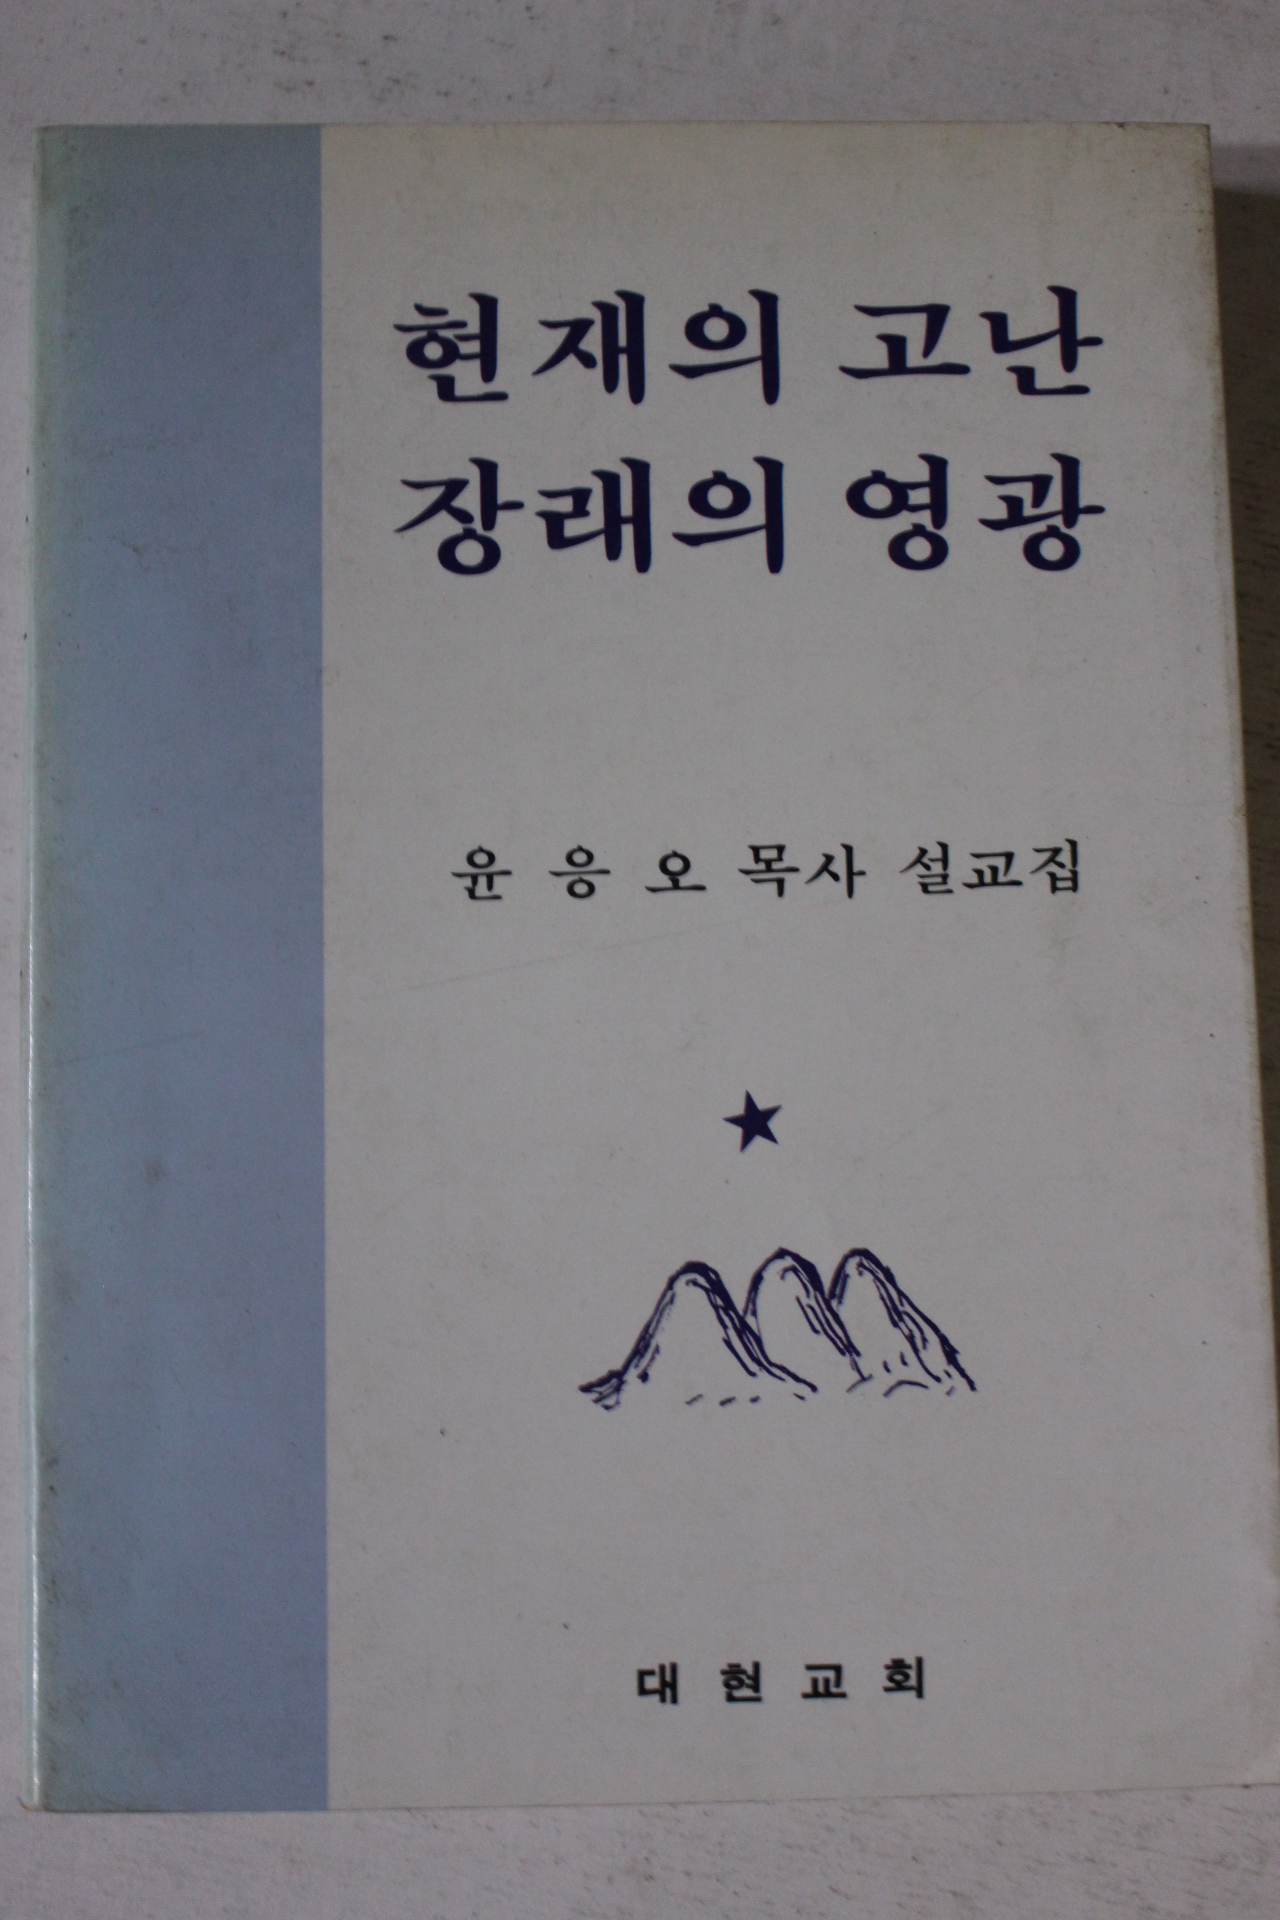 현재의 고난
장래의 영광
윤 응 오 목사 설교집
대 현 교 회